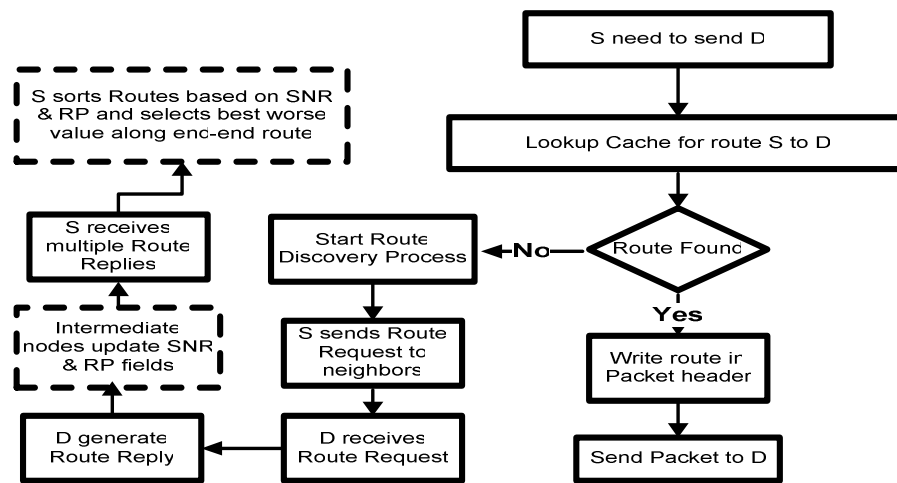 S need to send D
Lookup Cache for route S to D
Route Found
No
Yes
Write route in
Packet header
Send Packet to D
Start Route
Discovery Process
S sends Route
Request to
neighbors
D receives
Route Request
D generate
Route Reply
Intermediate
nodes update SNR
& RP fields
S receives
multiple Route
Replies
S sorts Routes based on SNR
& RP and selects best worse
value along end-end route